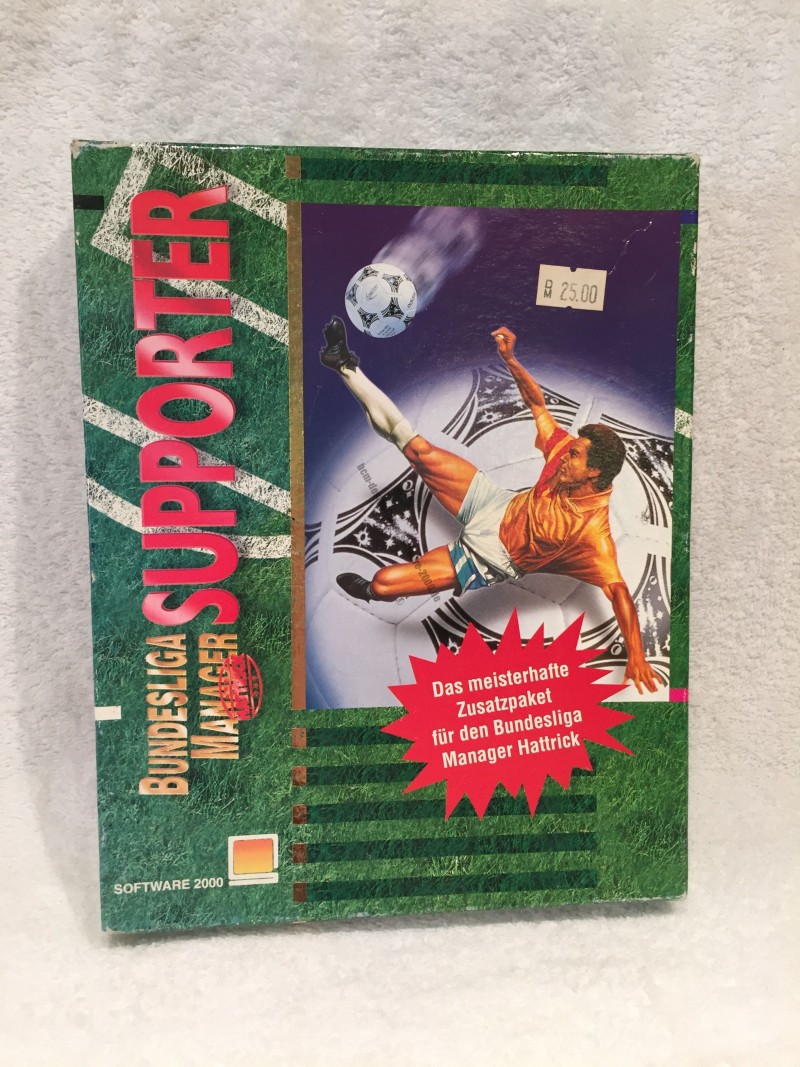 BUNDESLIGA
MANAGER
SUPPORTER
DM 25.00
Das meisterhafte
Zusatzpaket
für den Bundesliga
Manager Hattrick
SOFTWARE 2000